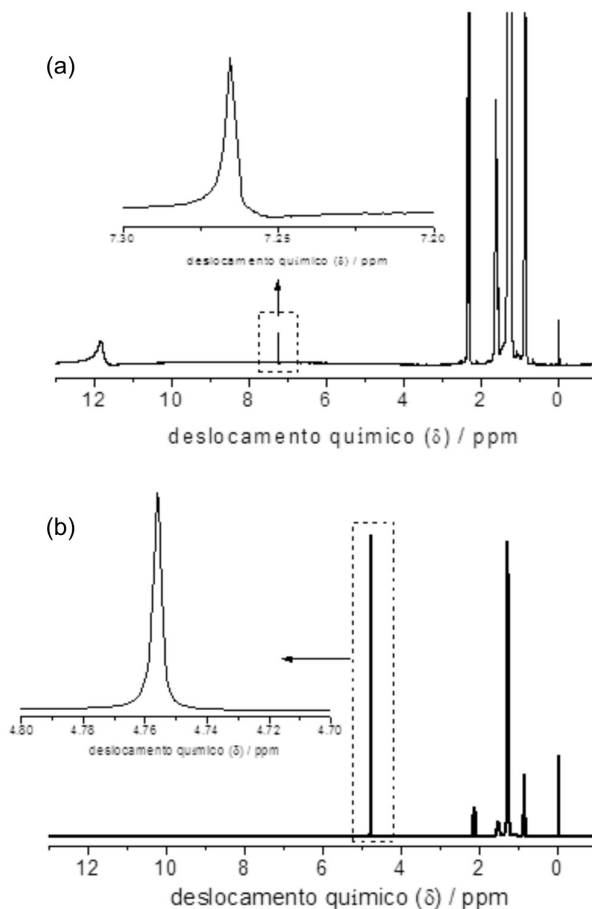 (a)
7.30 7.25 7.20
deslocamento químico (δ) / ppm
12 10 8 6 4 2 0
deslocamento químico (δ) / ppm
(b)
4.80 4.78 4.76 4.74 4.72 4.70
deslocamento químico (δ) / ppm
12 10 8 6 4 2 0
deslocamento químico (δ) / ppm